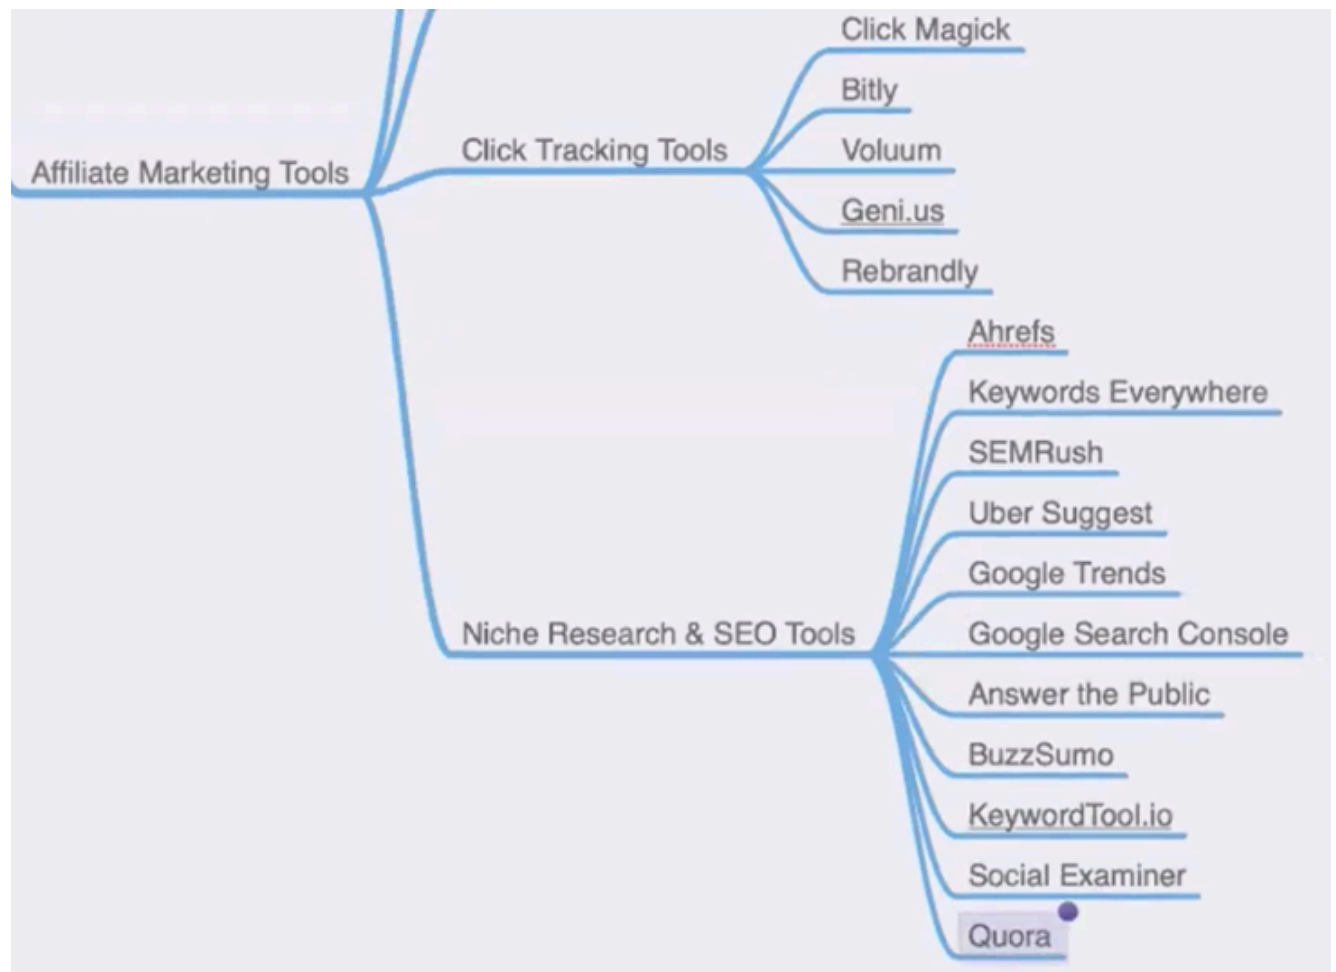 Affiliate Marketing Tools
Click Tracking Tools
Click Magick
Bitly
Voluum
Geni.us
Rebrandly
Niche Research & SEO Tools
Ahrefs
Keywords Everywhere
SEMRush
Uber Suggest
Google Trends
Google Search Console
Answer the Public
BuzzSumo
KeywordTool.io
Social Examiner
Quora